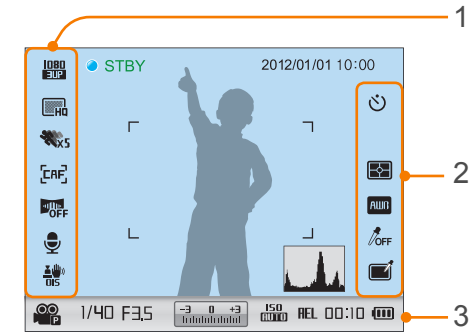 1
1080
30P
STBY
2012/01/01 10:00
HQ
X5
CAF
OFF
2
AWB
OFF
OIS
P
1/40 F3.5
-3 0 +3
ISO
AUTO
AEL
00:10
3